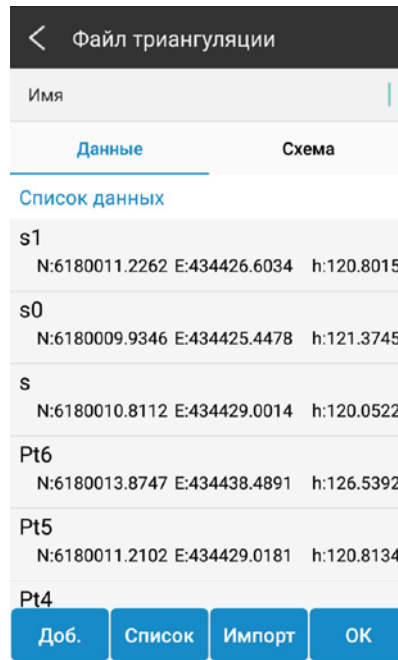 Файл триангуляции
Имя
Данные Схема
Список данных
s1
N:6180011.2262 E:434426.6034 h:120.8015
s0
N:6180009.9346 E:434425.4478 h:121.3745
s
N:6180010.8112 E:434429.0014 h:120.0522
Pt6
N:6180013.8747 E:434438.4891 h:126.5392
Pt5
N:6180011.2102 E:434429.0181 h:120.8134
Pt4
Доб. Список Импорт ОК